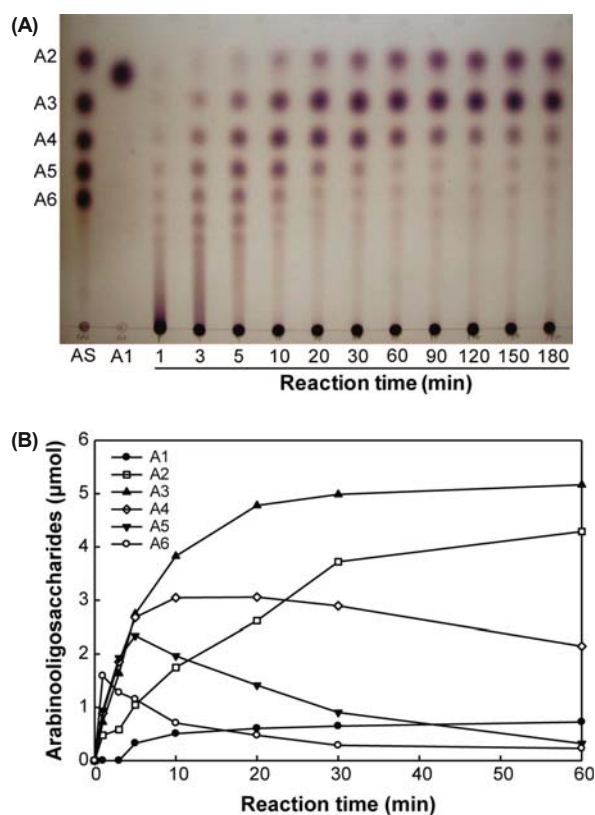 (A)
A2
A3
A4
A5
A6
AS A1 1 3 5 10 20 30 60 90 120 150 180
Reaction time (min)
(B)
Arabinooligosaccharides (µmol)
6
5
4
3
2
1
0
A1
A2
A3
A4
A5
A6
0 10 20 30 40 50 60
Reaction time (min)